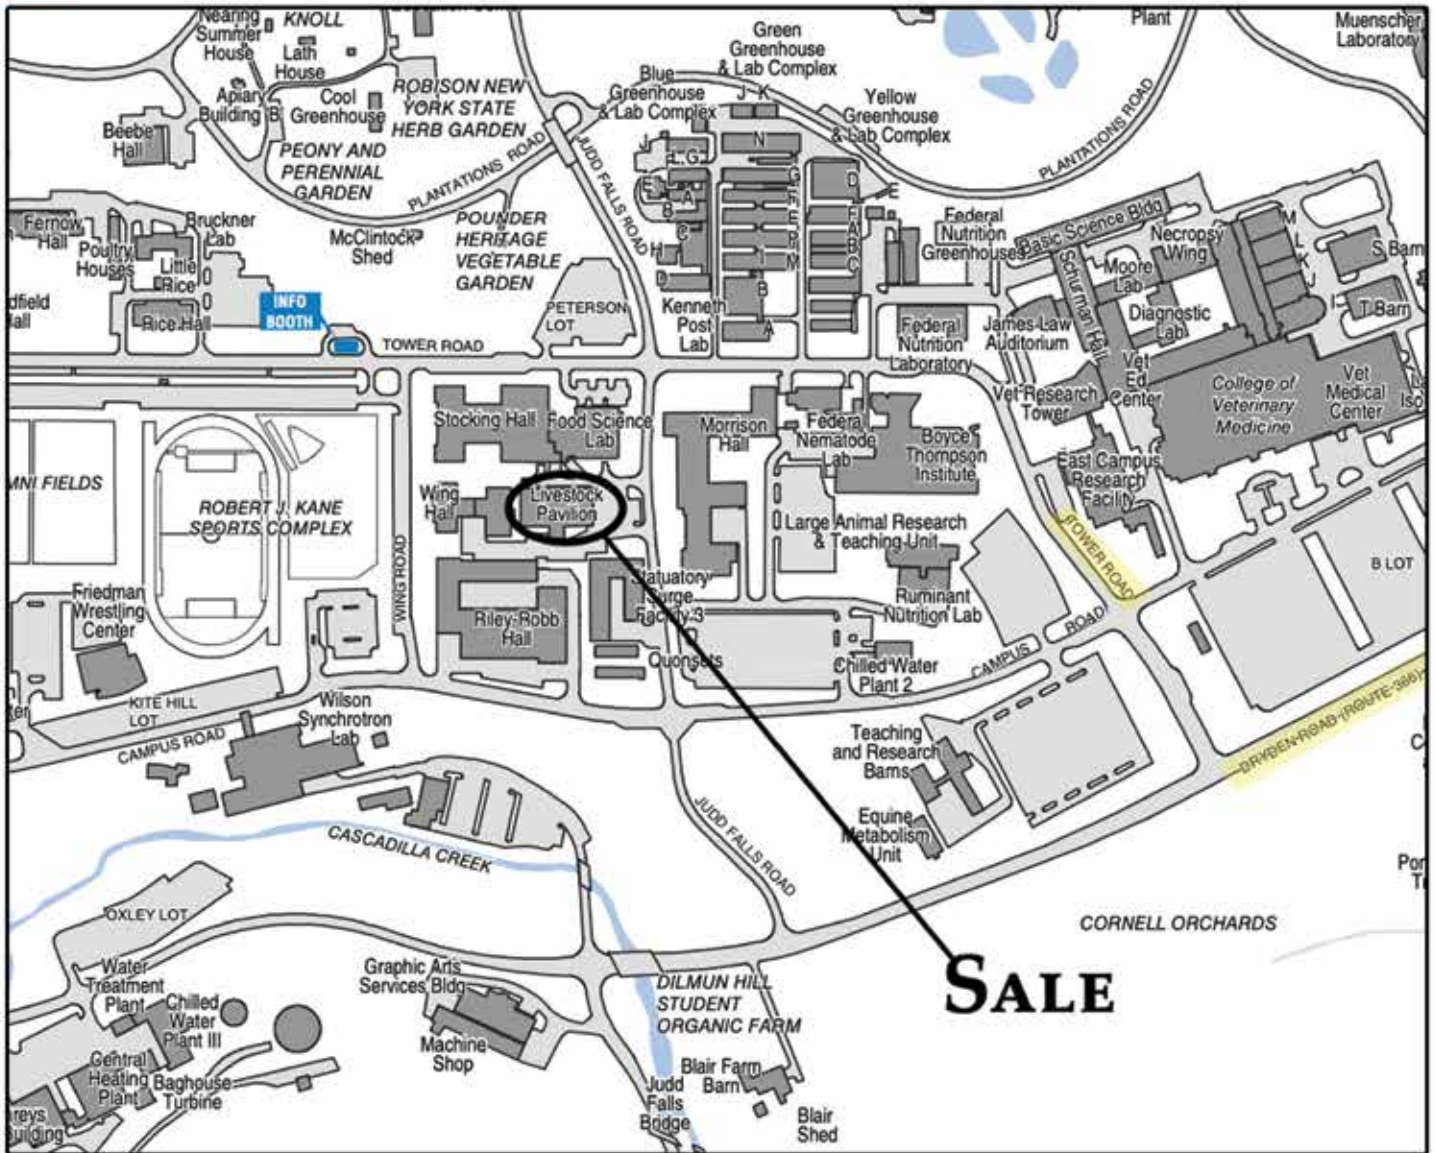 Nearing
Summer
House
KNOLL
Lath
House
Plant
Muenscher
Laboratory
Green
Greenhouse
& Lab Complex
J K
Blue
Greenhouse
& Lab Complex
Yellow
Greenhouse
& Lab Complex
Apiary
Building
B
Cool
Greenhouse
ROBISON NEW
YORK STATE
HERB GARDEN
Beebe
Hall
PEONY AND
PERENNIAL
GARDEN
PLANTATIONS ROAD
JUDD FALLS ROAD
PLANTATIONS ROAD
J
L G
E
A
B
C
H
D
N
G
F
E
P
I
M
B
A
D
E
F
A
B
C
Fernow
Hall
Poultry
Houses
Bruckner
Lab
Little
Rice
Rice Hall
dfield
all
McClintock
Shed
POUNDER
HERITAGE
VEGETABLE
GARDEN
INFO
BOOTH
TOWER ROAD
PETERSON
LOT
Kenneth
Post
Lab
Federal
Nutrition
Greenhouses
Federal
Nutrition
Laboratory
Basic Science Bldg
Schurman Hall
Necropsy
Wing
Moore
Lab
Diagnostic
Lab
James Law
Auditorium
M
L
K
J
I
S Barn
T Barn
Vet Research
Tower
Vet
Ed
Center
College of
Veterinary
Medicine
Vet
Medical
Center
La
Iso
Stocking Hall
Food Science
Lab
Morrison
Hall
Federal
Nematode
Lab
Boyce
Thompson
Institute
East Campus
Research
Facility
MNI FIELDS
ROBERT J. KANE
SPORTS COMPLEX
WING ROAD
Wing
Hall
Livestock
Pavilion
Large Animal Research
& Teaching Unit
TOWER ROAD
B LOT
Friedman
Wrestling
Center
Riley-Robb
Hall
Statuatory
Surge
Facility 3
Quonsets
Ruminant
Nutrition Lab
Chilled Water
Plant 2
CAMPUS ROAD
DRYDEN ROAD (ROUTE 366)
ter
KITE HILL
LOT
CAMPUS ROAD
Wilson
Synchrotron
Lab
Teaching
and Research
Barns
Equine
Metabolism
Unit
JUDD FALLS ROAD
CASCADILLA CREEK
OXLEY LOT
CORNELL ORCHARDS
Por
SALE
Water
Treatment
Plant
Chilled
Water
Plant III
Graphic Arts
Services Bldg
DILMUN HILL
STUDENT
ORGANIC FARM
Machine
Shop
Central
Heating
Plant
Baghouse
Turbine
reys
uilding
Judd
Falls
Bridge
Blair Farm
Barn
Blair
Shed